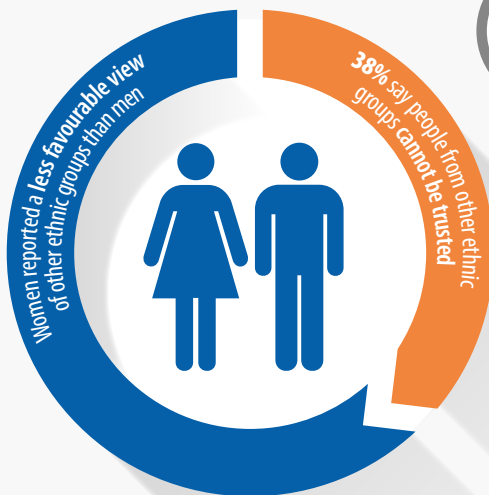 Women reported a less favourable view
of other ethnic groups than men
38% say people from other ethnic
groups cannot be trusted